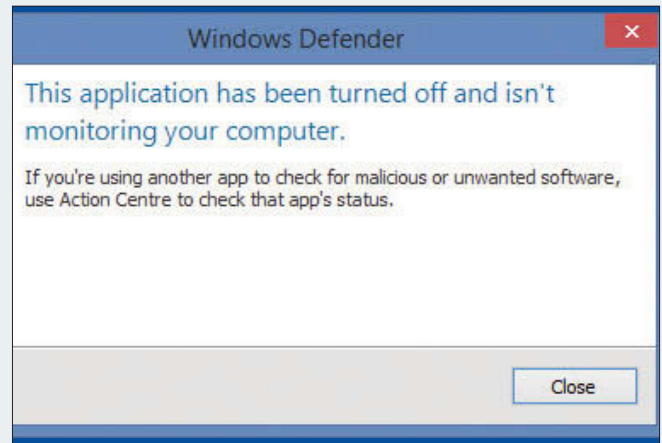 Windows Defender
This application has been turned off and isn't
monitoring your computer.
If you're using another app to check for malicious or unwanted software,
use Action Centre to check that app's status.
Close